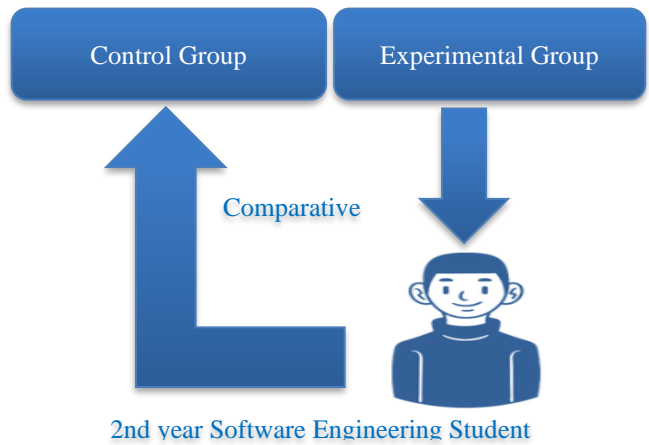 Control Group
Experimental Group
Comparative
2nd year Software Engineering Student